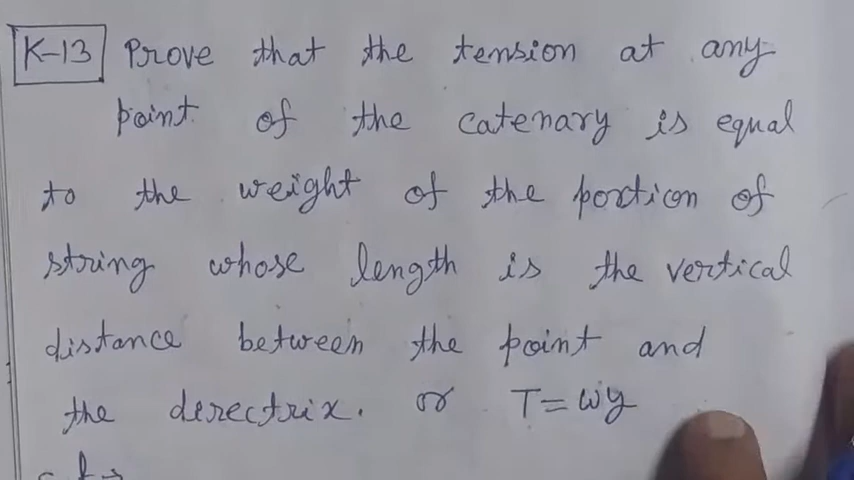 K-13 Prove that the tension at any
point of the catenary is equal
to the weight of the portion of
string whose length is the vertical
distance between the point and
the derectrix. or T=wy